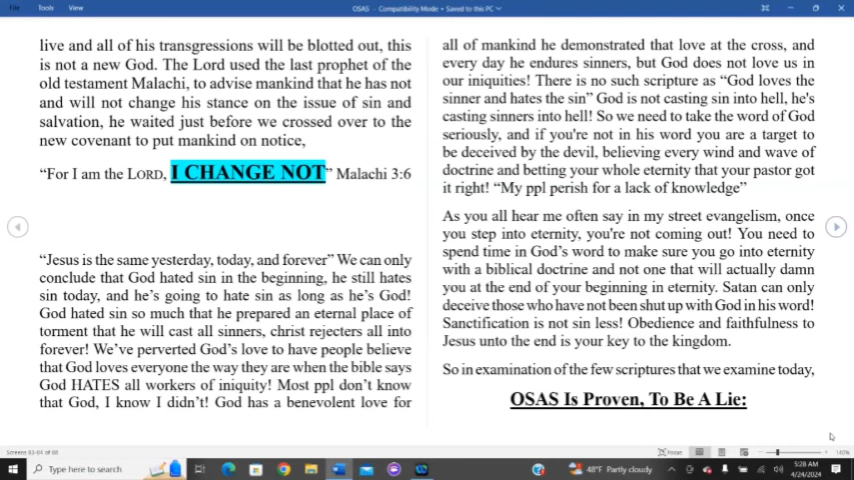 File Tools View
OSAS - Compatibility Mode • Saved to this PC
live and all of his transgressions will be blotted out, this
is not a new God. The Lord used the last prophet of the
old testament Malachi, to advise mankind that he has not
and will not change his stance on the issue of sin and
salvation, he waited just before we crossed over to the
new covenant to put mankind on notice,
“For I am the LORD, I CHANGE NOT” Malachi 3:6
“Jesus is the same yesterday, today, and forever” We can only
conclude that God hated sin in the beginning, he still hates
sin today, and he's going to hate sin as long as he's God!
God hated sin so much that he prepared an eternal place of
torment that he will cast all sinners, christ rejecters all into
forever! We've perverted God's love to have people believe
that God loves everyone the way they are when the bible says
God HATES all workers of iniquity! Most ppl don't know
that God, I know I didn't! God has a benevolent love for
all of mankind he demonstrated that love at the cross, and
every day he endures sinners, but God does not love us in
our iniquities! There is no such scripture as “God loves the
sinner and hates the sin” God is not casting sin into hell, he's
casting sinners into hell! So we need to take the word of God
seriously, and if you're not in his word you are a target to
be deceived by the devil, believing every wind and wave of
doctrine and betting your whole eternity that your pastor got
it right! “My ppl perish for a lack of knowledge”
As you all hear me often say in my street evangelism, once
you step into eternity, you're not coming out! You need to
spend time in God's word to make sure you go into eternity
with a biblical doctrine and not one that will actually damn
you at the end of your beginning in eternity. Satan can only
deceive those who have not been shut up with God in his word!
Sanctification is not sin less! Obedience and faithfulness to
Jesus unto the end is your key to the kingdom.
So in examination of the few scriptures that we examine today,
OSAS Is Proven, To Be A Lie:
Screens 83-84 of 88
Focus
140%
Type here to search
48°F Partly cloudy
5:28 AM
4/24/2024